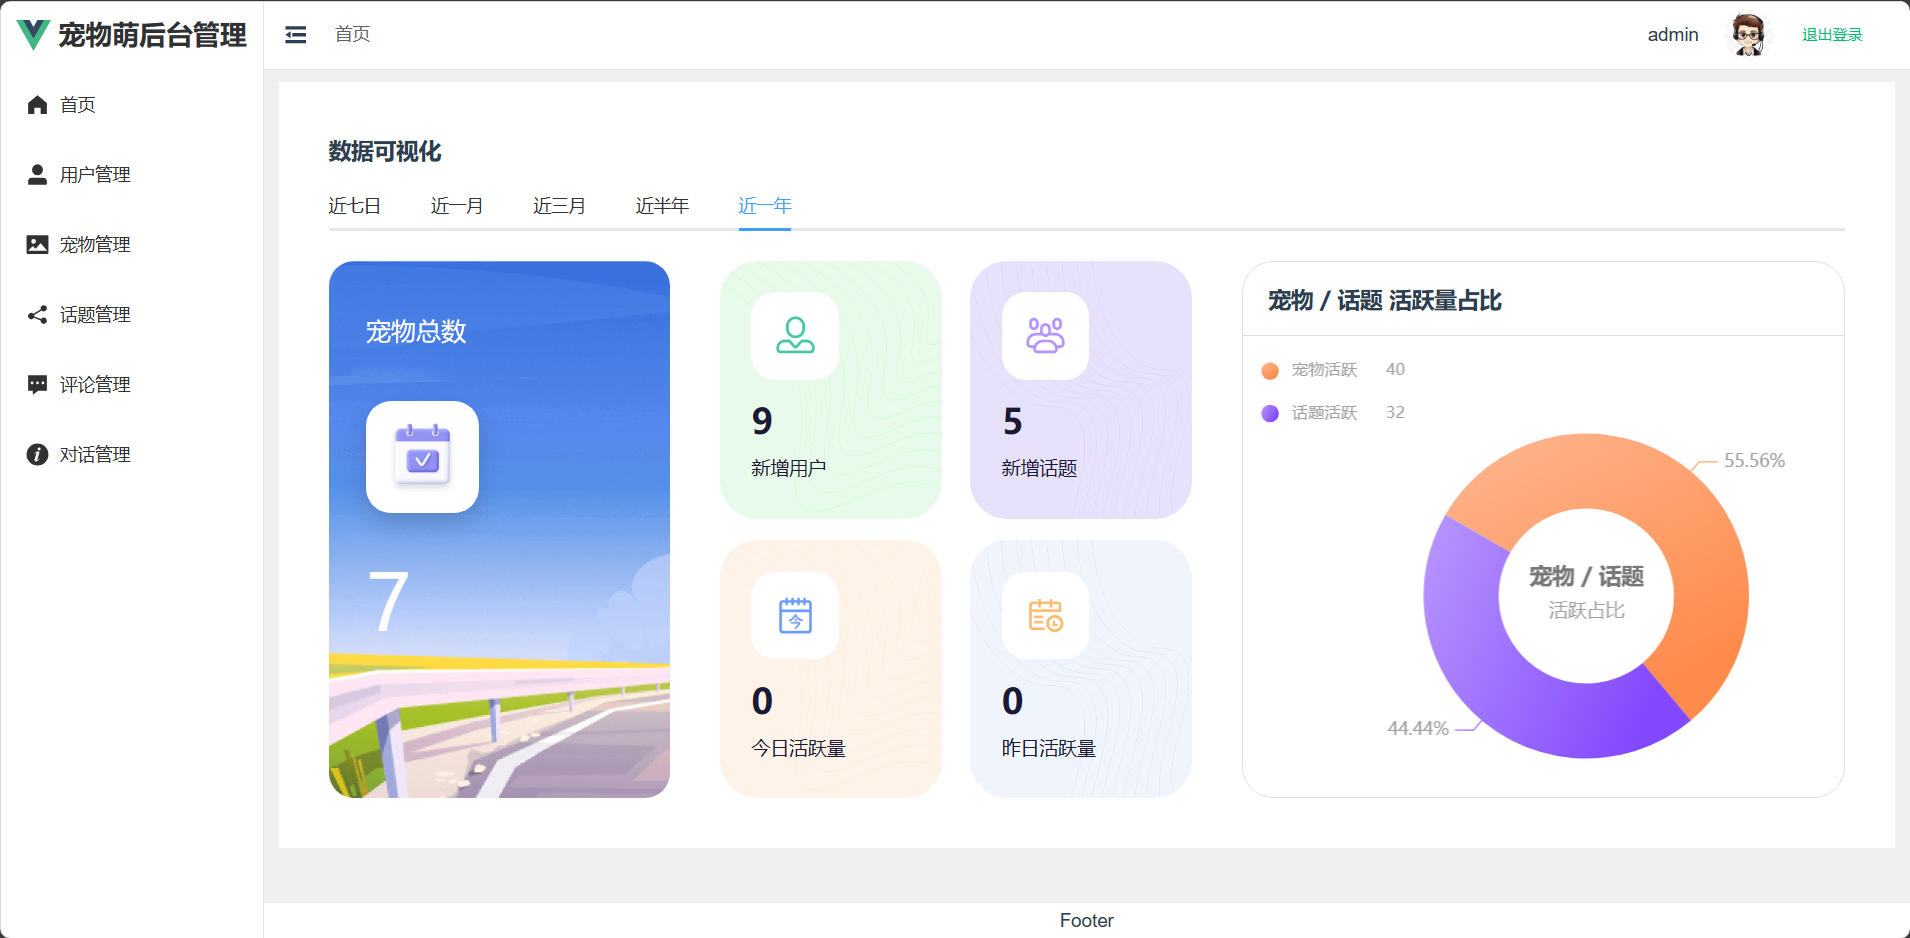 宠物萌后台管理
首页
admin
退出登录
首页
用户管理
宠物管理
话题管理
评论管理
对话管理
数据可视化
近七日 近一月 近三月 近半年 近一年
宠物总数
7
9
新增用户
5
新增话题
今
0
今日活跃量
0
昨日活跃量
宠物 / 话题 活跃量占比
宠物活跃 40
话题活跃 32
55.56%
宠物 / 话题
活跃占比
44.44%
Footer